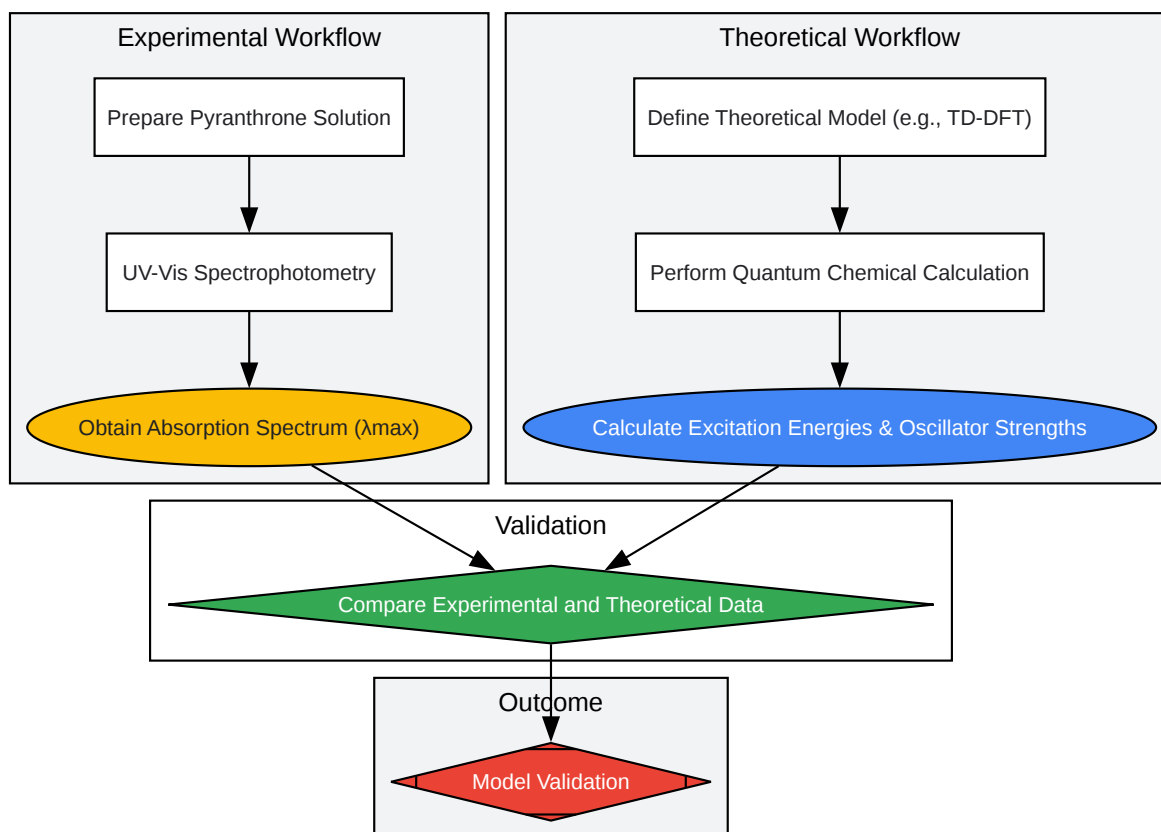 Experimental Workflow
Prepare Pyranthrone Solution
UV-Vis Spectrophotometry
Obtain Absorption Spectrum (λmax)
Theoretical Workflow
Define Theoretical Model (e.g., TD-DFT)
Perform Quantum Chemical Calculation
Calculate Excitation Energies & Oscillator Strengths
Validation
Compare Experimental and Theoretical Data
Outcome
Model Validation